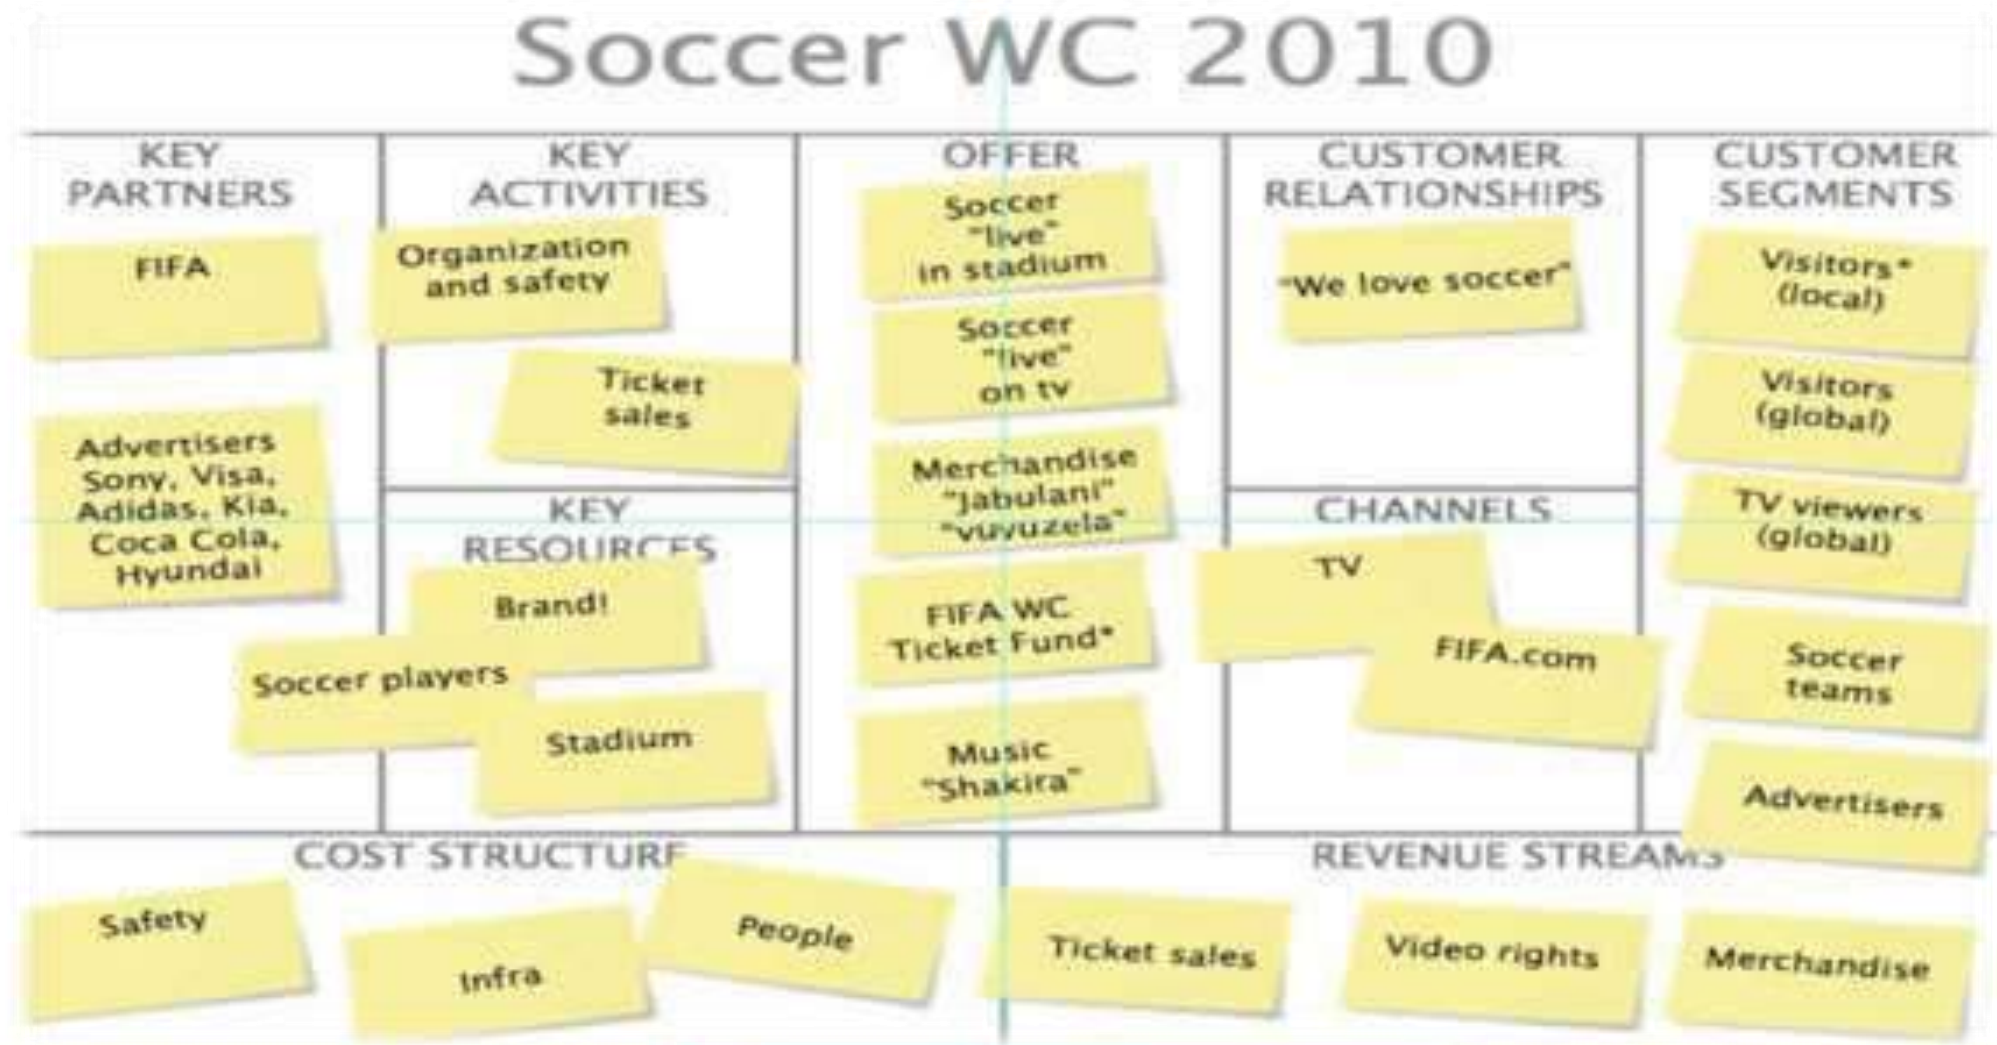 Soccer WC 2010
KEY
PARTNERS
FIFA
Advertisers
Sony, Visa,
Adidas, Kia,
Coca Cola,
Hyundai
KEY
ACTIVITIES
Organization
and safety
Ticket
sales
KEY
RESOURCES
Brand!
Soccer players
Stadium
OFFER
Soccer
"live"
in stadium
Soccer
"live"
on tv
Merchandise
"Jabulani"
"vuvuzela"
FIFA WC
Ticket Fund*
Music
"Shakira"
CUSTOMER
RELATIONSHIPS
"We love soccer"
CHANNELS
TV
FIFA.com
CUSTOMER
SEGMENTS
Visitors*
(local)
Visitors
(global)
TV viewers
(global)
Soccer
teams
Advertisers
COST STRUCTURE
Safety
Infra
People
REVENUE STREAMS
Ticket sales
Video rights
Merchandise